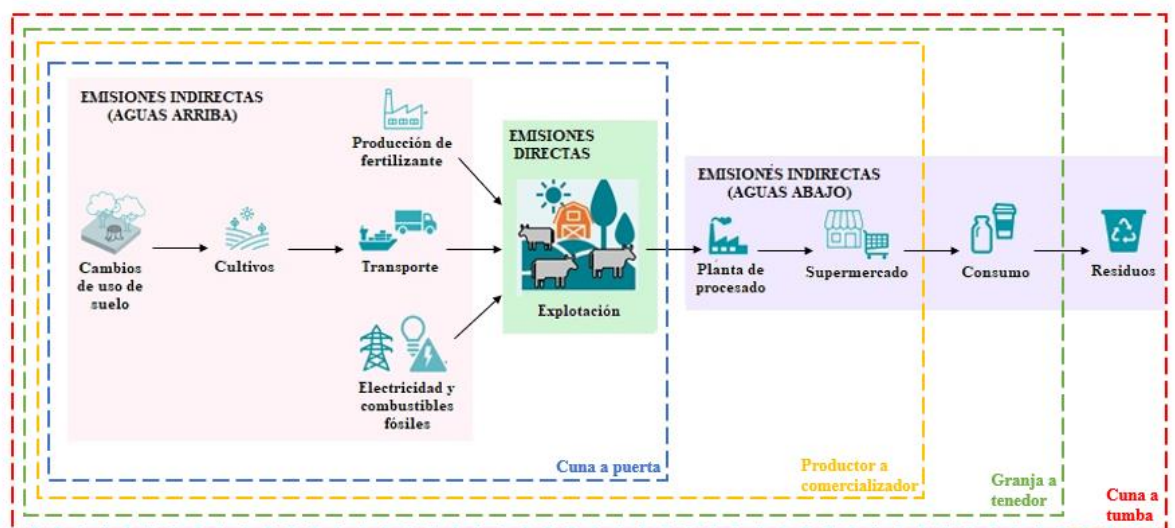 EMISIONES INDIRECTAS
(AGUAS ARRIBA)
Producción de
fertilizante
Cambios
de uso de
suelo
Cultivos
Transporte
Electricidad y
combustibles
fósiles
EMISIONES
DIRECTAS
Explotación
EMISIONES INDIRECTAS
(AGUAS ABAJO)
Planta de
procesado
Supermercado
Consumo
Residuos
Cuna a puerta
Productor a
comercializador
Granja a
tenedor
Cuna a
tumba